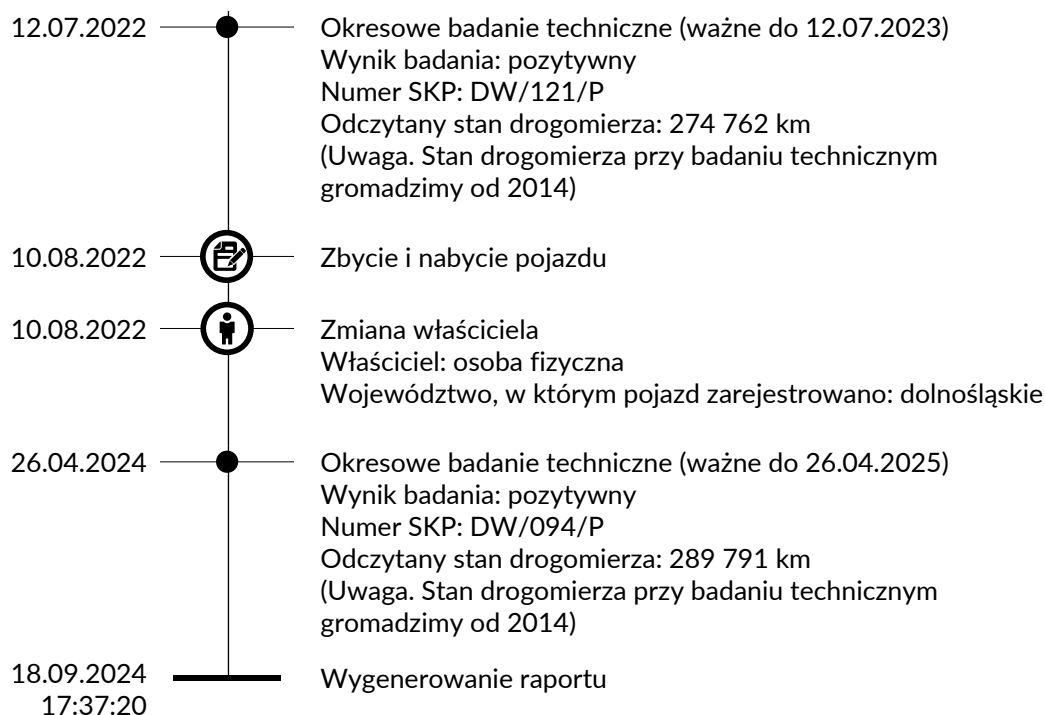 12.07.2022 Okresowe badanie techniczne (ważne do 12.07.2023)
Wynik badania: pozytywny
Numer SKP: DW/121/P
Odczytany stan drogomierza: 274 762 km
(Uwaga. Stan drogomierza przy badaniu technicznym
gromadzimy od 2014)
10.08.2022 Zbycie i nabycie pojazdu
10.08.2022 Zmiana właściciela
Właściciel: osoba fizyczna
Województwo, w którym pojazd zarejestrowano: dolnośląskie
26.04.2024 Okresowe badanie techniczne (ważne do 26.04.2025)
Wynik badania: pozytywny
Numer SKP: DW/094/P
Odczytany stan drogomierza: 289 791 km
(Uwaga. Stan drogomierza przy badaniu technicznym
gromadzimy od 2014)
18.09.2024 Wygenerowanie raportu
17:37:20